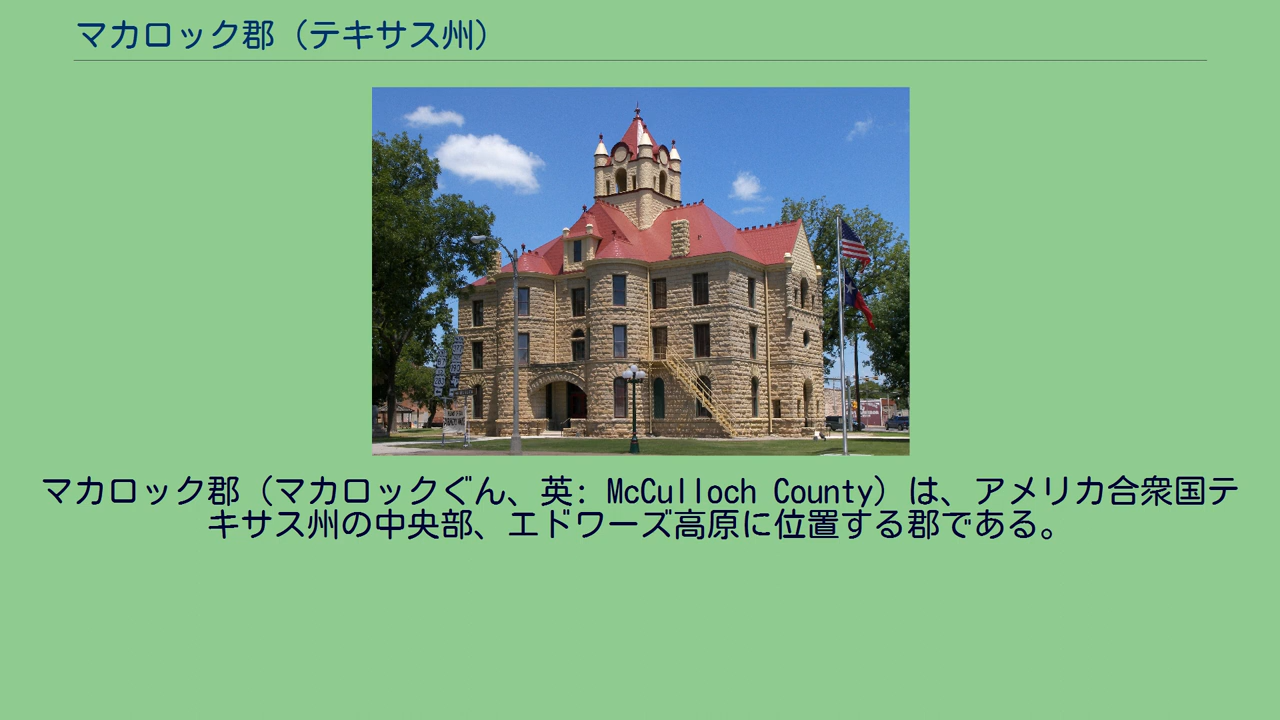 マカロック郡（テキサス州）
マカロック郡（マカロックぐん、英: McCulloch County）は、アメリカ合衆国テ
キサス州の中央部、エドワーズ高原に位置する郡である。